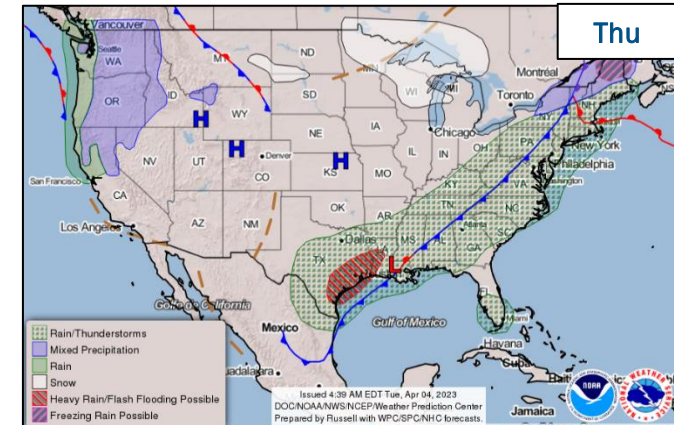 Thu
Vancouver
Seattle
WA
MT
ND
MN
Montréal
OR
ID
SD
WI
MI
Toronto
NH
WY
H
H
H
NE
IA
Chicago
New York
PA
Philadelphia
OH
IL
IN
Washington
NV
UT
Denver
CO
KS
MO
KY
VA
San Francisco
CA
OK
TN
NC
Los Angeles
AZ
NM
AR
Atlanta
SC
Dallas
MS
AL
GA
TX
LA
L
FL
Golfo de California
Gulf of Mexico
Miami
Mexico
Havana
Cuba
Jamaica
Rain/Thunderstorms
Mixed Precipitation
Rain
Snow
Heavy Rain/Flash Flooding Possible
Freezing Rain Possible
Issued 4:39 AM EDT Tue, Apr 04, 2023
DOC/NOAA/NWS/NCEP/Weather Prediction Center
Prepared by Russell with WPC/SPC/NHC forecasts.
NOAA